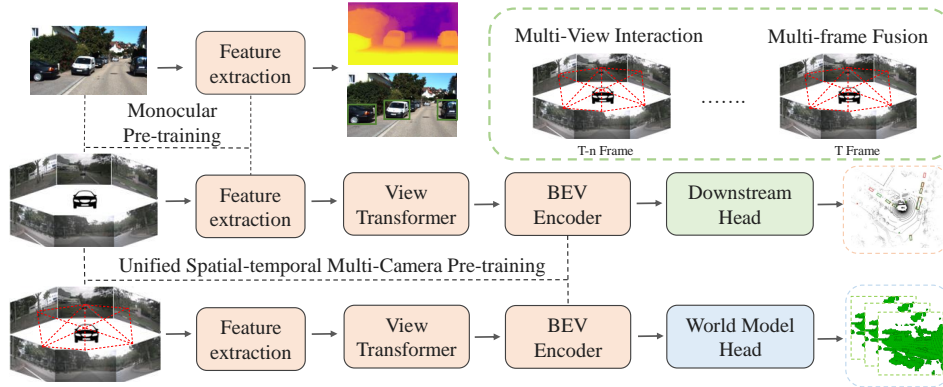 Feature
extraction
Multi-View Interaction
Multi-frame Fusion
.......
T-n Frame
T Frame
Monocular
Pre-training
Feature
extraction
View
Transformer
BEV
Encoder
Downstream
Head
Unified Spatial-temporal Multi-Camera Pre-training
Feature
extraction
View
Transformer
BEV
Encoder
World Model
Head